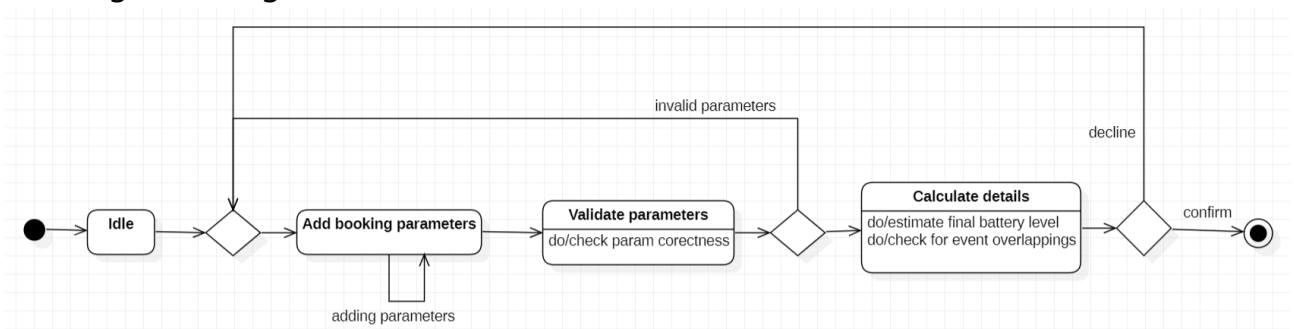 invalid parameters
decline
Idle
Add booking parameters
adding parameters
Validate parameters
do/check param corectness
Calculate details
do/estimate final battery level
do/check for event overlappings
confirm